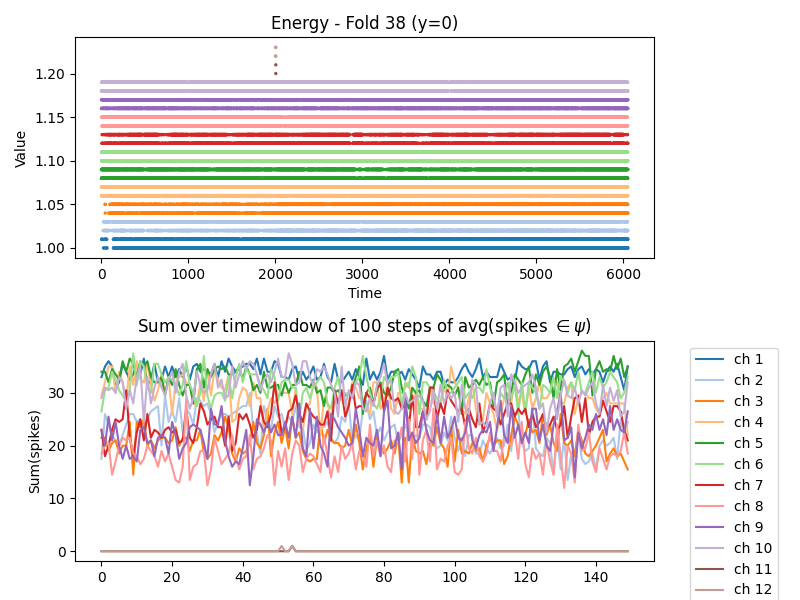 Energy - Fold 38 (y=0)
1.20
1.15
1.10
1.05
1.00
Value
0 1000 2000 3000 4000 5000 6000
Time
Sum over timewindow of 100 steps of avg(spikes ∈ ψ)
30
20
10
0
Sum(spikes)
0 20 40 60 80 100 120 140
ch 1
ch 2
ch 3
ch 4
ch 5
ch 6
ch 7
ch 8
ch 9
ch 10
ch 11
ch 12